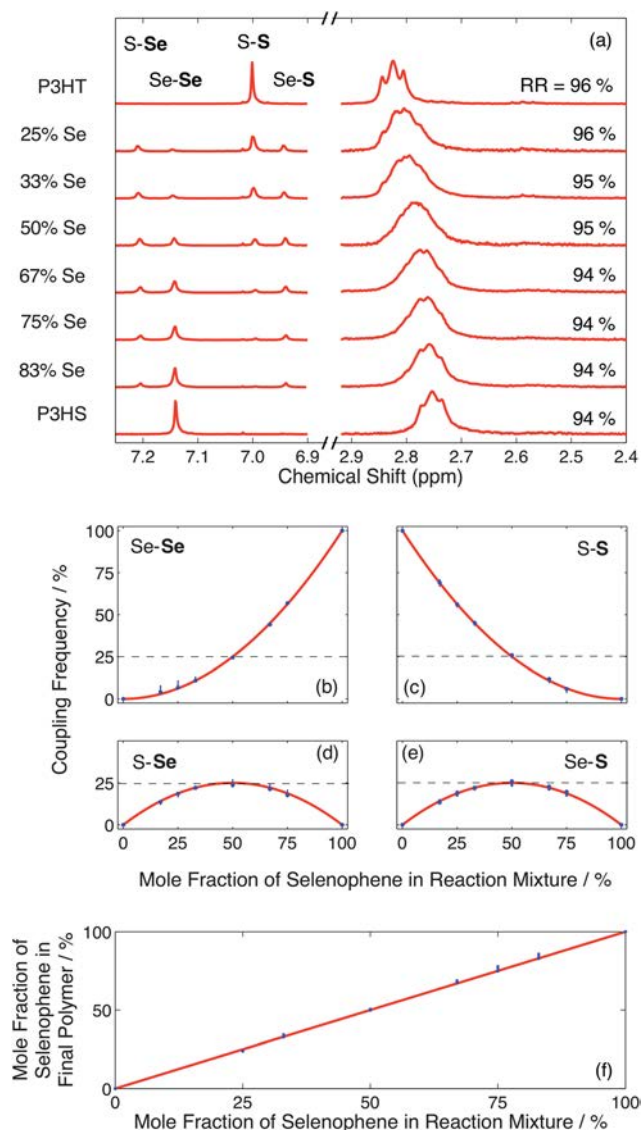 S-Se
S-S
(a)
Se-Se
Se-S
P3HT
RR = 96 %
25% Se
96 %
33% Se
95 %
50% Se
95 %
67% Se
94 %
75% Se
94 %
83% Se
94 %
P3HS
94 %
7.2 7.1 7.0 6.9 2.9 2.8 2.7 2.6 2.5 2.4
Chemical Shift (ppm)
Coupling Frequency / %
100
75
50
25
0
Se-Se
(b)
S-S
(c)
25
0
S-Se
(d)
(e)
Se-S
0 25 50 75 100
0 25 50 75 100
Mole Fraction of Selenophene in Reaction Mixture / %
Mole Fraction of
Selenophene in
Final Polymer / %
100
50
0
(f)
0 25 50 75 100
Mole Fraction of Selenophene in Reaction Mixture / %